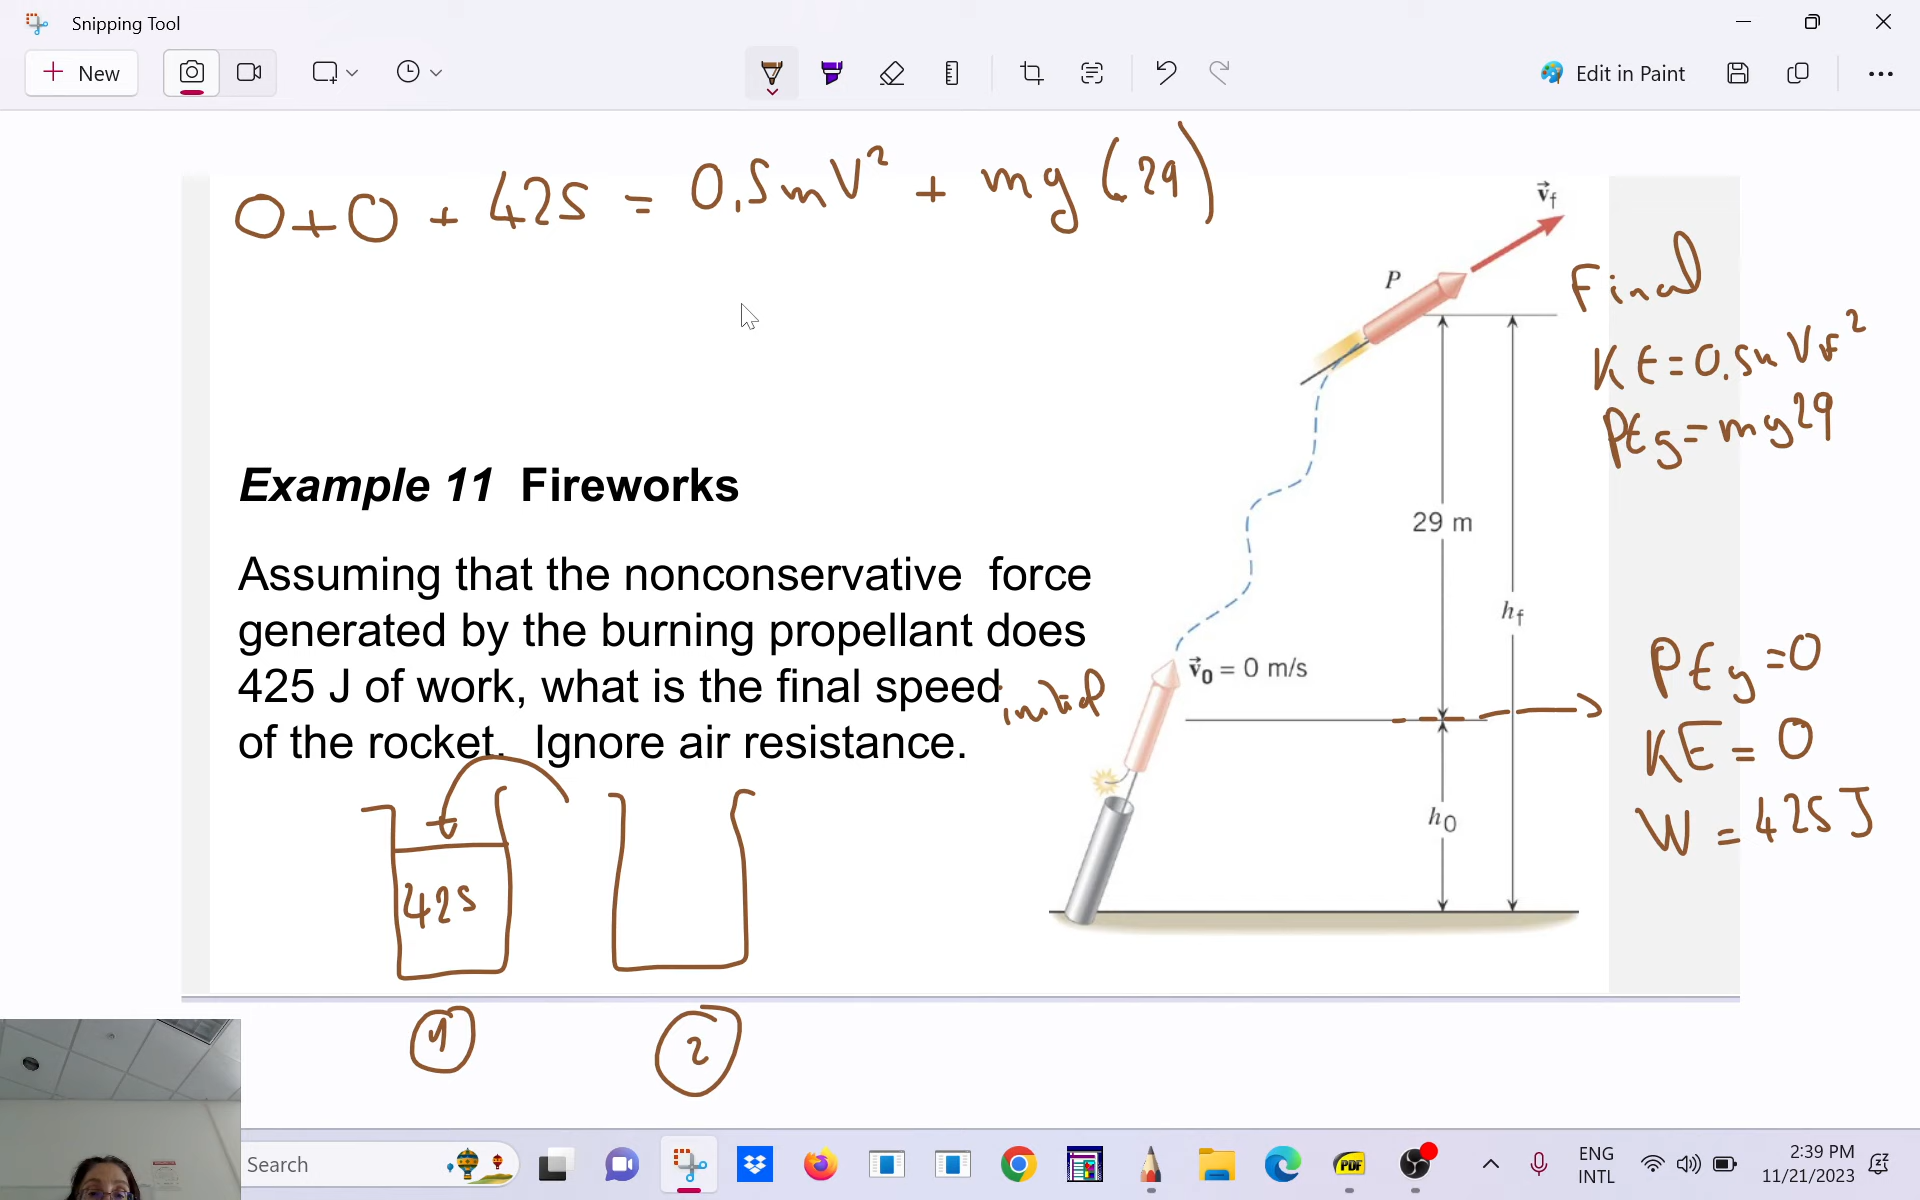 Snipping Tool
New
Edit in Paint
0+0 + 425 = 0.5mV² + mg(29)
v⃗f
P
Final
KE=0.5mVf²
PEg=mg29
Example 11 Fireworks
29 m
Assuming that the nonconservative force
generated by the burning propellant does
425 J of work, what is the final speed
of the rocket. Ignore air resistance.
initial
v⃗0 = 0 m/s
hf
h0
PEg=0
KE = 0
W = 425 J
425
1
2
Search
PDF
ENG
INTL
2:39 PM
11/21/2023